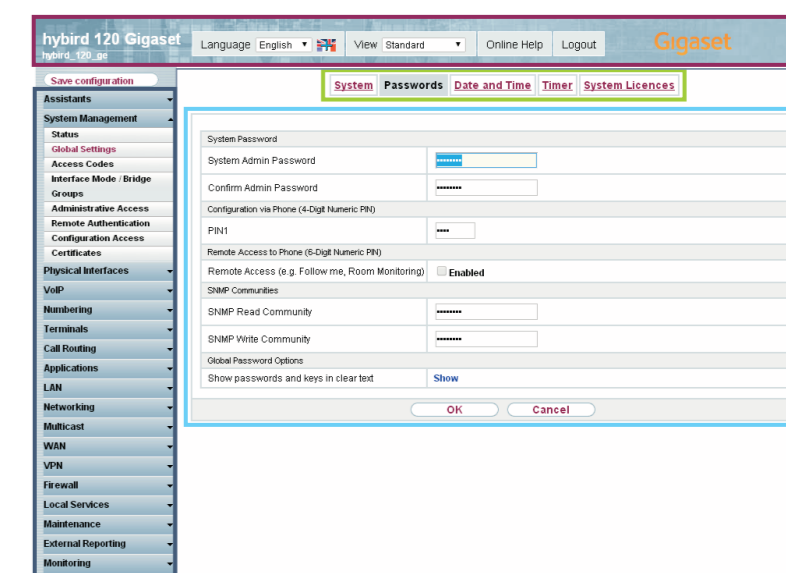 hybird 120 Gigaset
hybird_120_ge
Language English View Standard Online Help Logout Gigaset
Save configuration
Assistants
System Management
Status
Global Settings
Access Codes
Interface Mode / Bridge
Groups
Administrative Access
Remote Authentication
Configuration Access
Certificates
Physical Interfaces
VoIP
Numbering
Terminals
Call Routing
Applications
LAN
Networking
Multicast
WAN
VPN
Firewall
Local Services
Maintenance
External Reporting
Monitoring
System Passwords Date and Time Timer System Licences
System Password
System Admin Password ••••••••
Confirm Admin Password ••••••••
Configuration via Phone (4-Digit Numeric PIN)
PIN1 ••••
Remote Access to Phone (6-Digit Numeric PIN)
Remote Access (e.g. Follow me, Room Monitoring) Enabled
SNMP Communities
SNMP Read Community ••••••••
SNMP Write Community ••••••••
Global Password Options
Show passwords and keys in clear text Show
OK Cancel